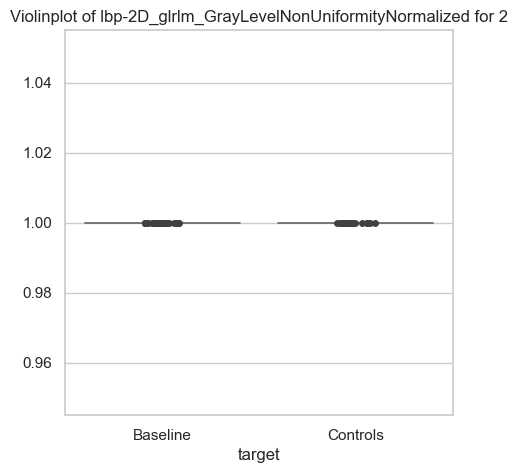 Violinplot of lbp-2D_glrlm_GrayLevelNonUniformityNormalized for 2
1.04
1.02
1.00
0.98
0.96
Baseline
Controls
target